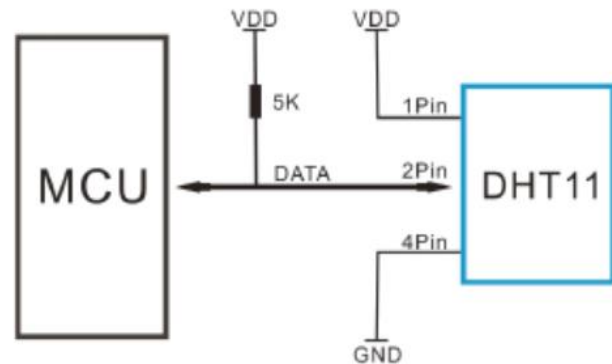 VDD
VDD
5K
1Pin
MCU
DATA
2Pin
DHT11
4Pin
GND